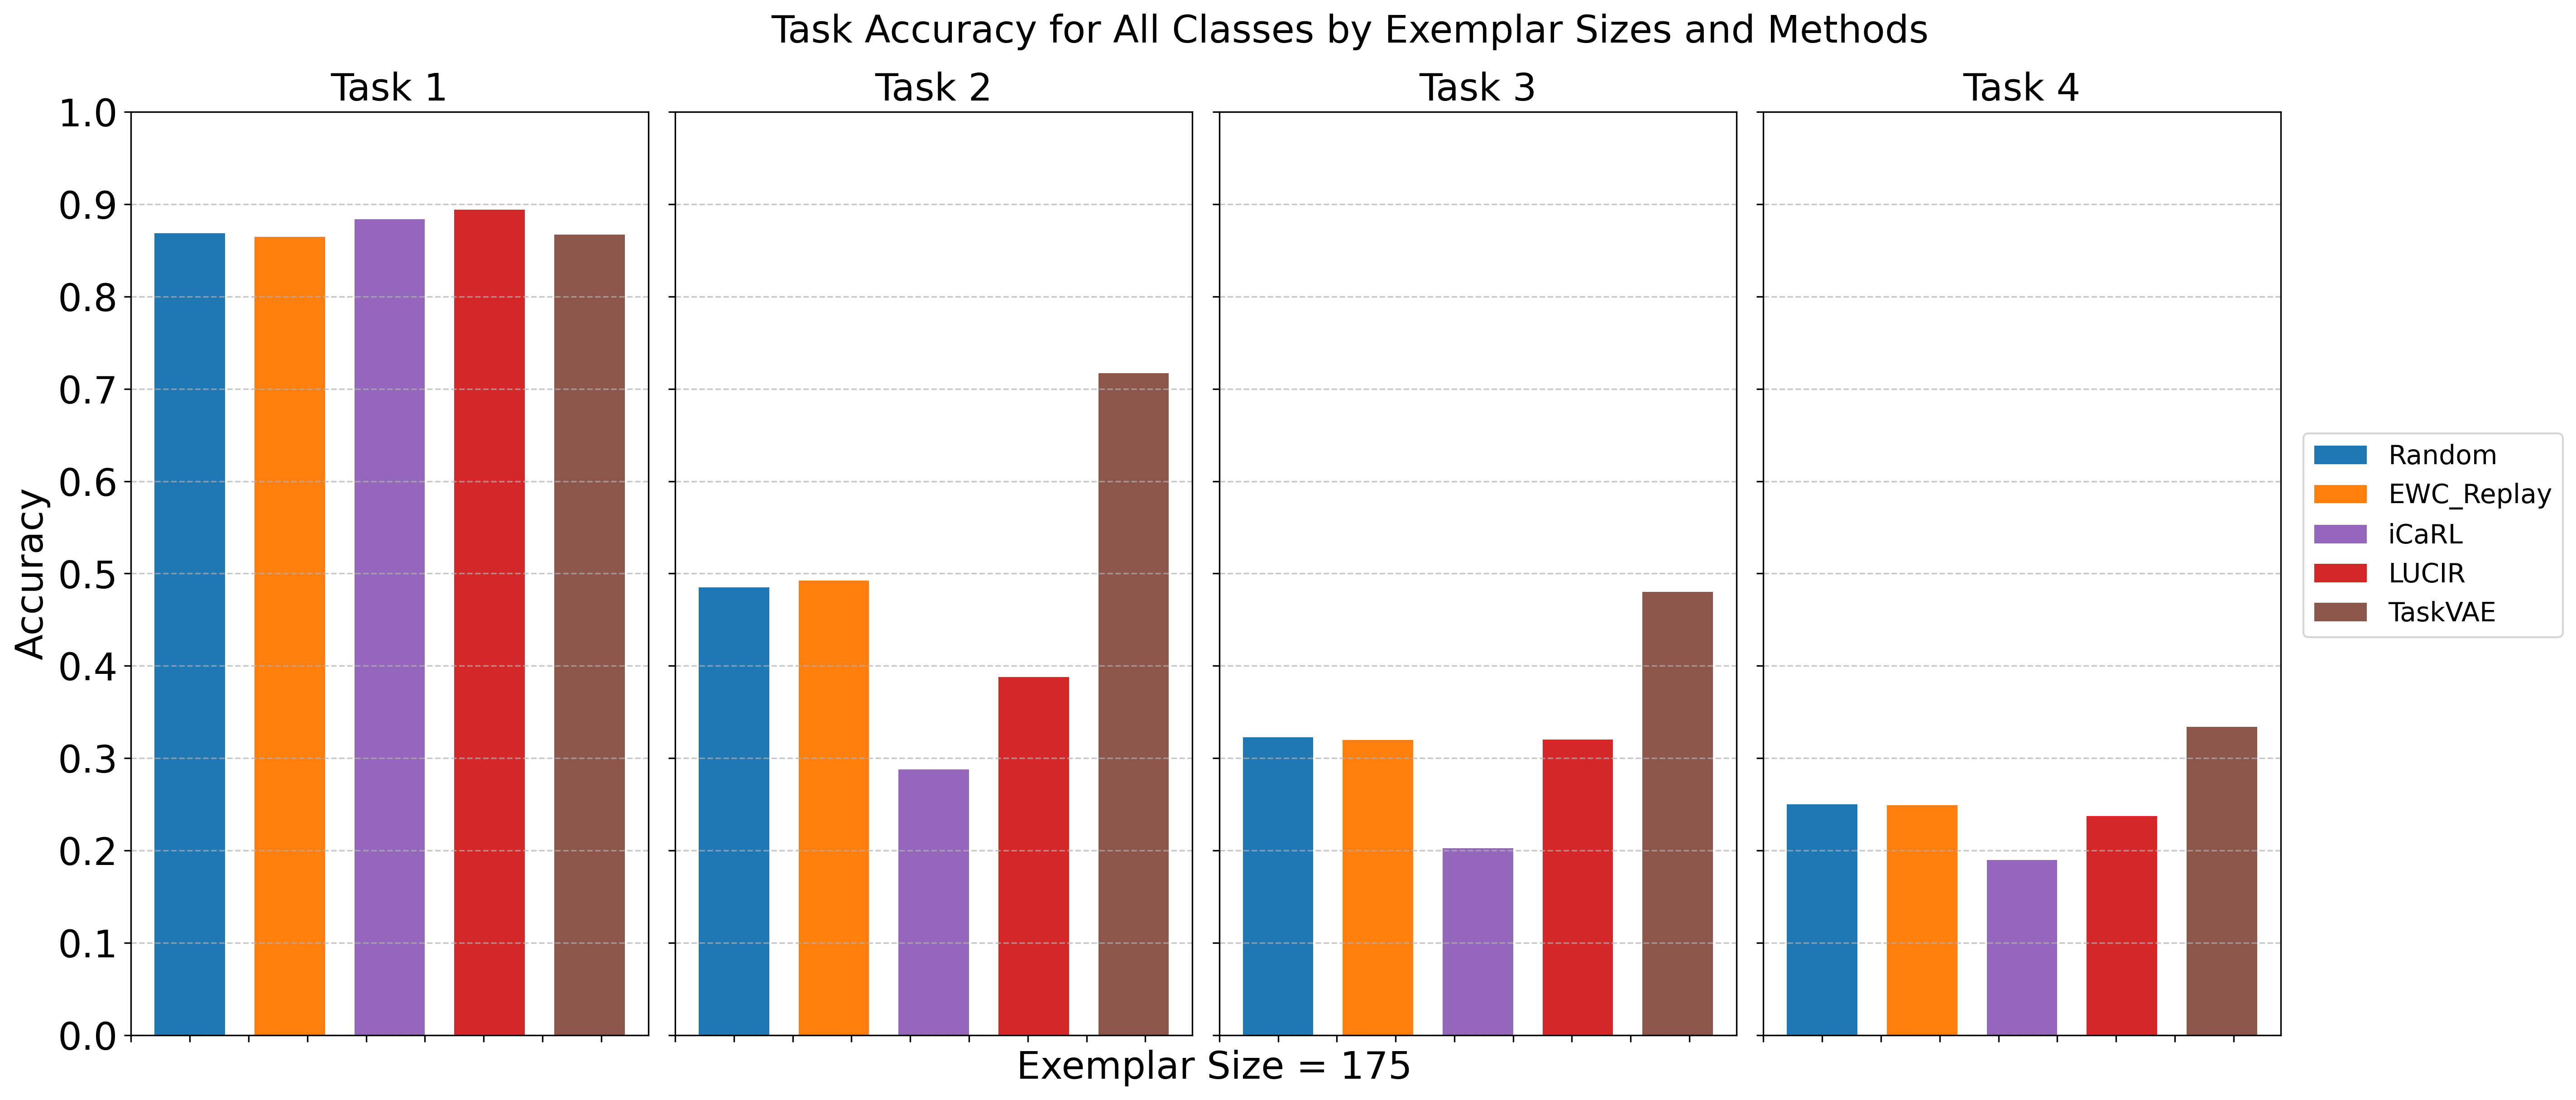 Task Accuracy for All Classes by Exemplar Sizes and Methods
Task 1
Task 2
Task 3
Task 4
Accuracy
1.0
0.9
0.8
0.7
0.6
0.5
0.4
0.3
0.2
0.1
0.0
Exemplar Size = 175
Random
EWC_Replay
iCaRL
LUCIR
TaskVAE